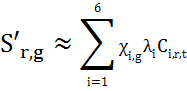 S′r,g ≈ ∑i=1^6 χi,g λi Ci,r,t